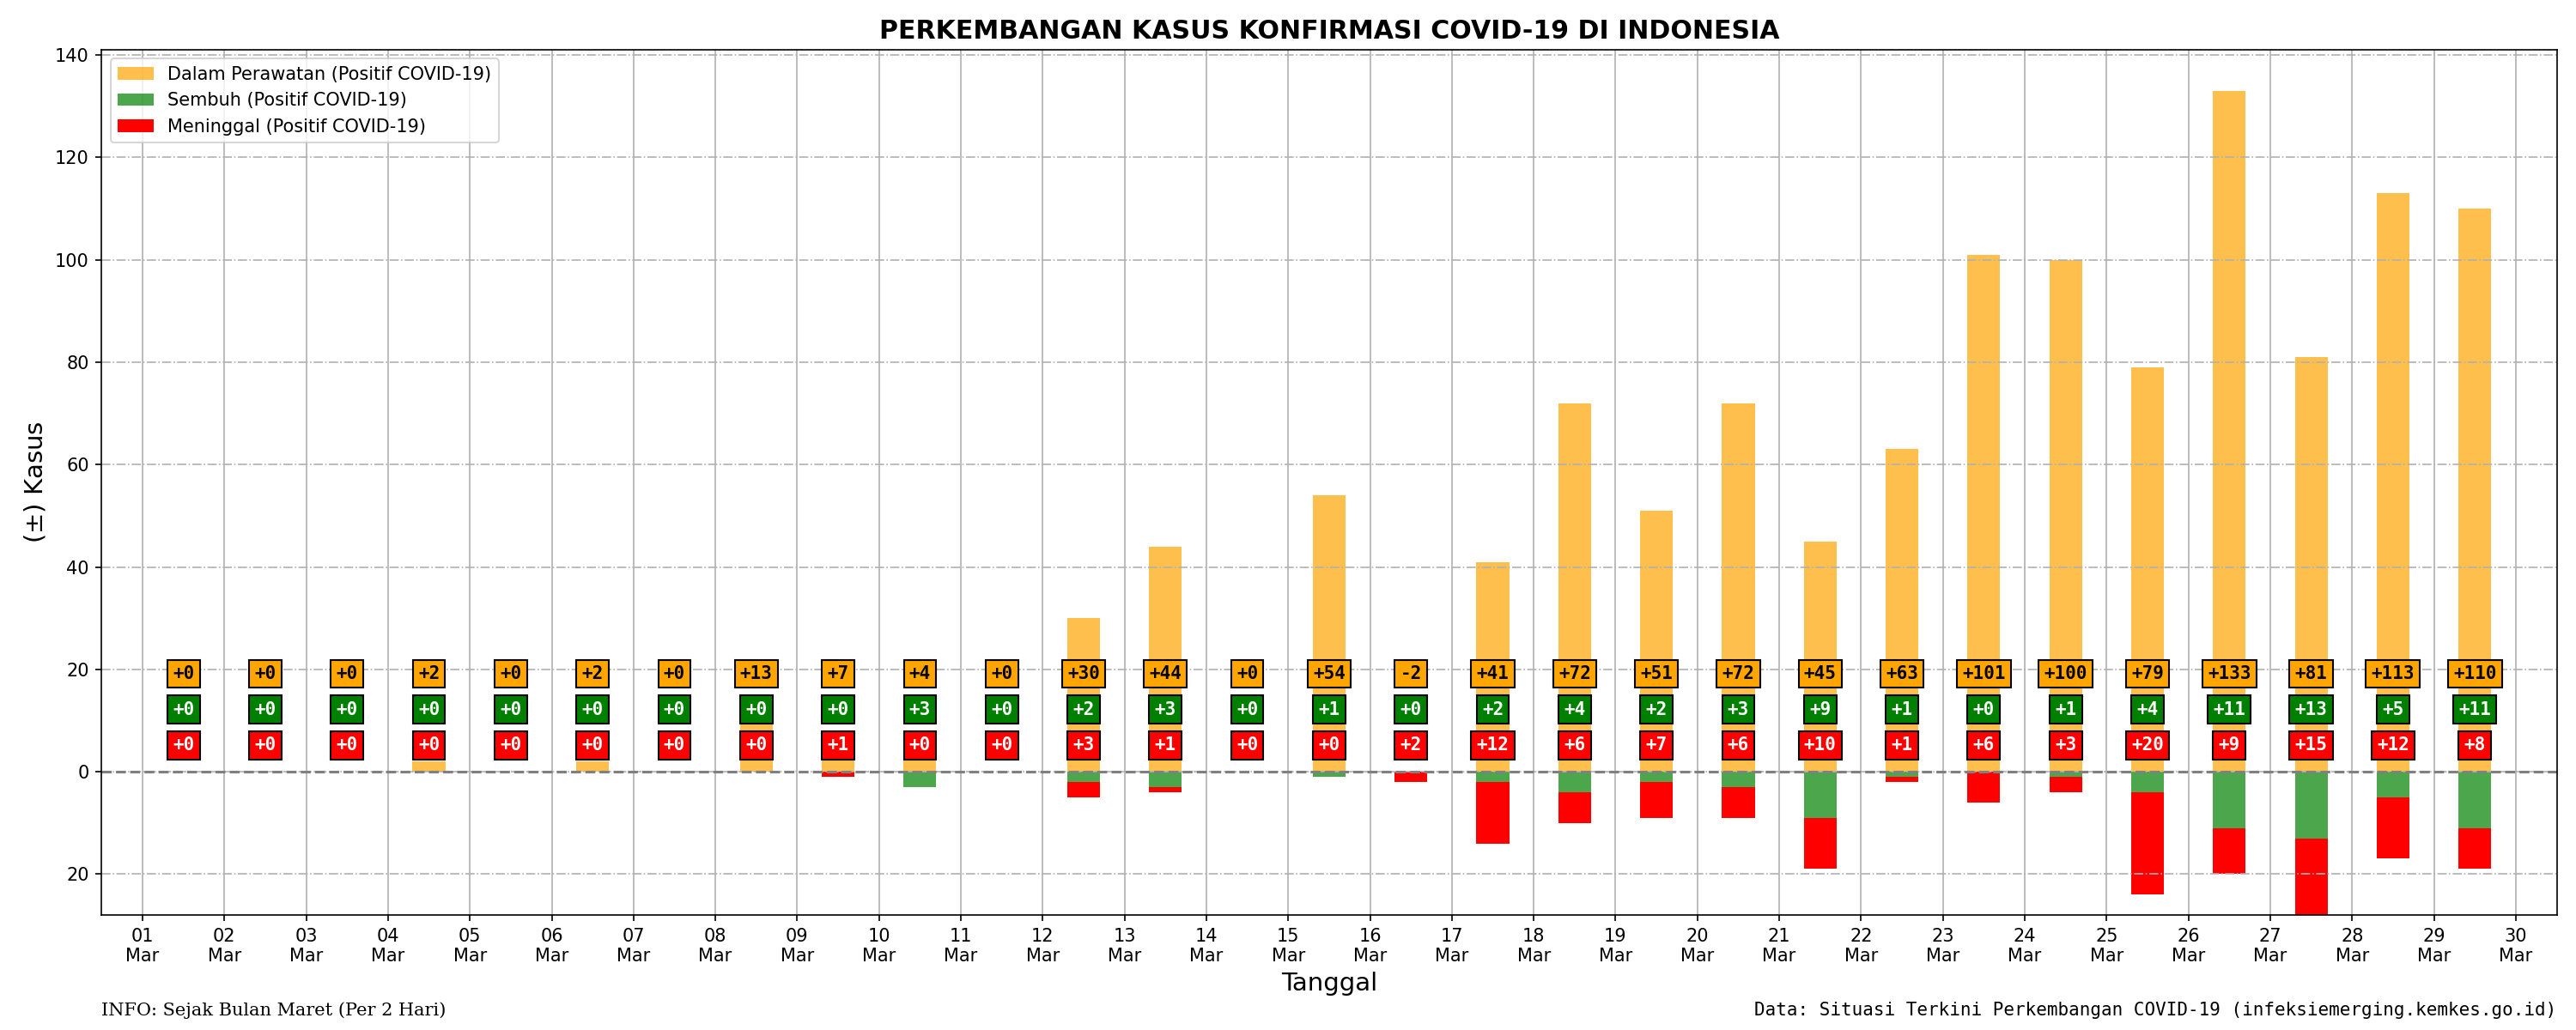 PERKEMBANGAN KASUS KONFIRMASI COVID-19 DI INDONESIA
Dalam Perawatan (Positif COVID-19)
Sembuh (Positif COVID-19)
Meninggal (Positif COVID-19)
(±) Kasus
140
120
100
80
60
40
20
0
20
+0 +0 +0 +2 +0 +2 +0 +13 +7 +4 +0 +30 +44 +0 +54 -2 +41 +72 +51 +72 +45 +63 +101 +100 +79 +133 +81 +113 +110
+0 +0 +0 +0 +0 +0 +0 +0 +0 +3 +0 +2 +3 +0 +1 +0 +2 +4 +2 +3 +9 +1 +0 +1 +4 +11 +13 +5 +11
+0 +0 +0 +0 +0 +0 +0 +0 +1 +0 +0 +3 +1 +0 +0 +2 +12 +6 +7 +6 +10 +1 +6 +3 +20 +9 +15 +12 +8
01 02 03 04 05 06 07 08 09 10 11 12 13 14 15 16 17 18 19 20 21 22 23 24 25 26 27 28 29 30
Mar Mar Mar Mar Mar Mar Mar Mar Mar Mar Mar Mar Mar Mar Mar Mar Mar Mar Mar Mar Mar Mar Mar Mar Mar Mar Mar Mar Mar Mar
Tanggal
INFO: Sejak Bulan Maret (Per 2 Hari)
Data: Situasi Terkini Perkembangan COVID-19 (infeksiemerging.kemkes.go.id)